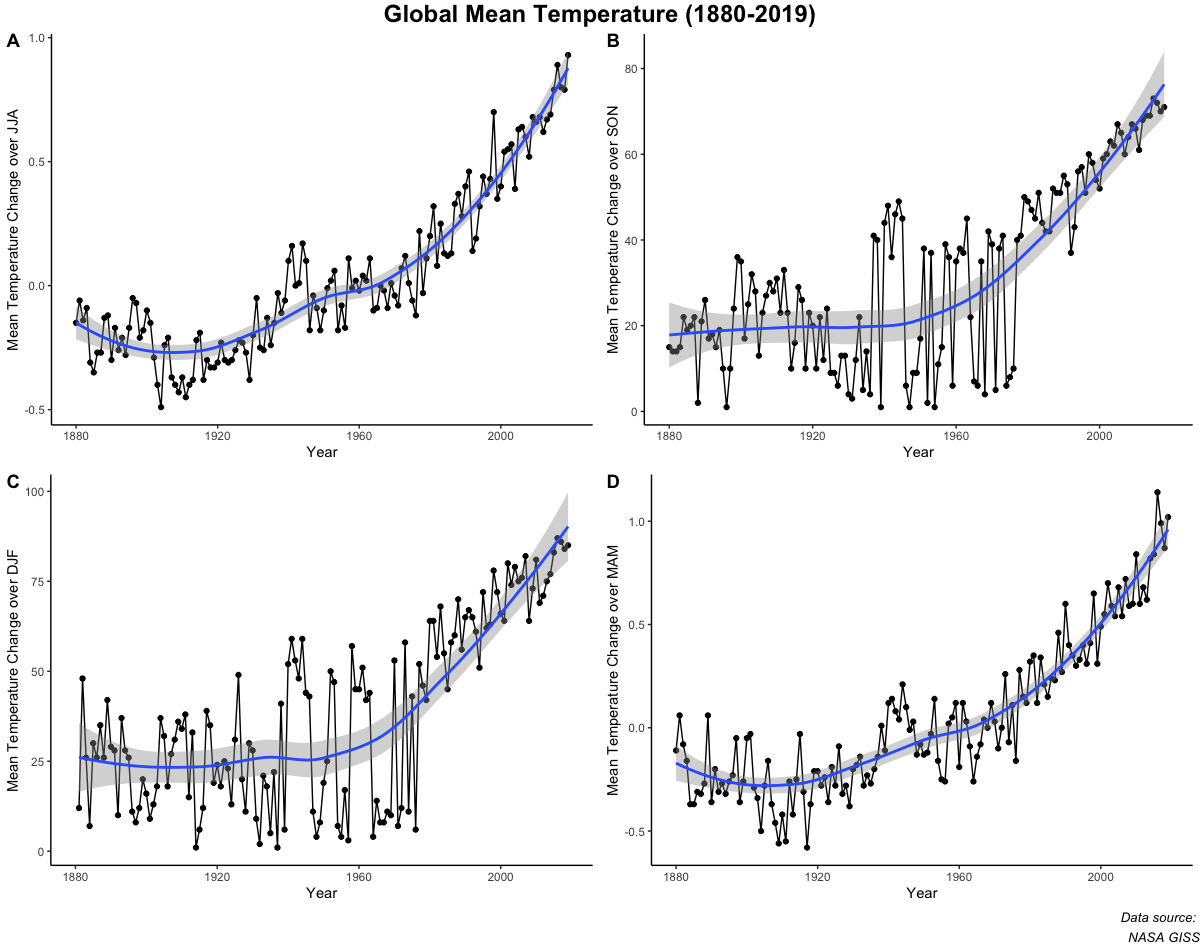 Global Mean Temperature (1880-2019)
A
Mean Temperature Change over JJA
1.0
0.5
0.0
-0.5
1880 1920 1960 2000
Year
B
Mean Temperature Change over SON
80
60
40
20
0
1880 1920 1960 2000
Year
C
Mean Temperature Change over DJF
100
75
50
25
0
1880 1920 1960 2000
Year
D
Mean Temperature Change over MAM
1.0
0.5
0.0
-0.5
1880 1920 1960 2000
Year
Data source:
NASA GISS